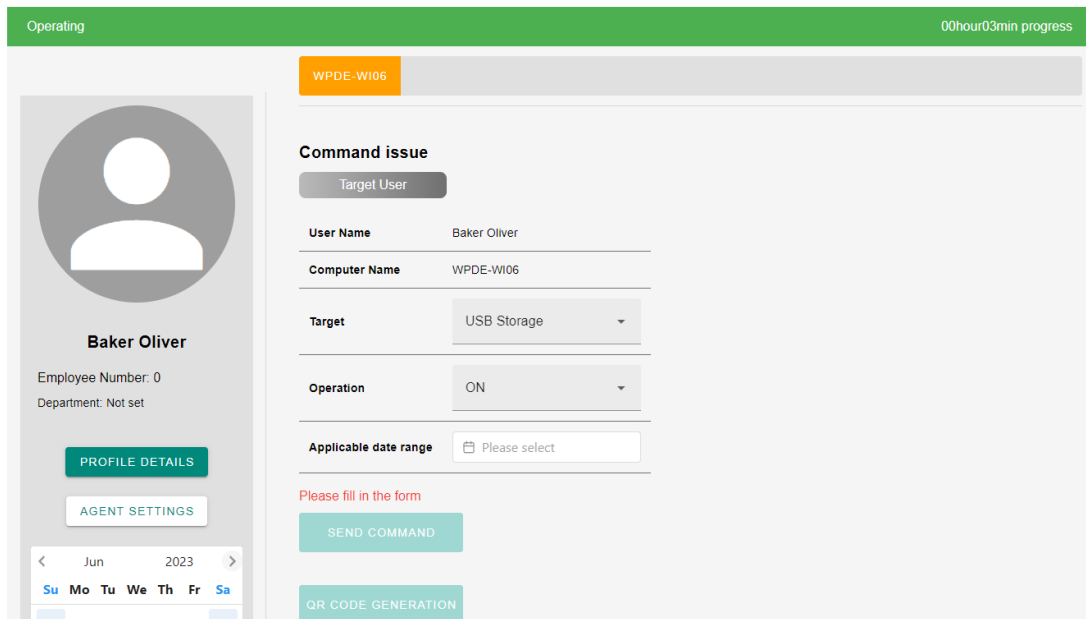 Operating
00hour03min progress
WPDE-WI06
Baker Oliver
Employee Number: 0
Department: Not set
PROFILE DETAILS
AGENT SETTINGS
Jun 2023
Su Mo Tu We Th Fr Sa
Command issue
Target User
User Name Baker Oliver
Computer Name WPDE-WI06
Target USB Storage
Operation ON
Applicable date range Please select
Please fill in the form
SEND COMMAND
QR CODE GENERATION